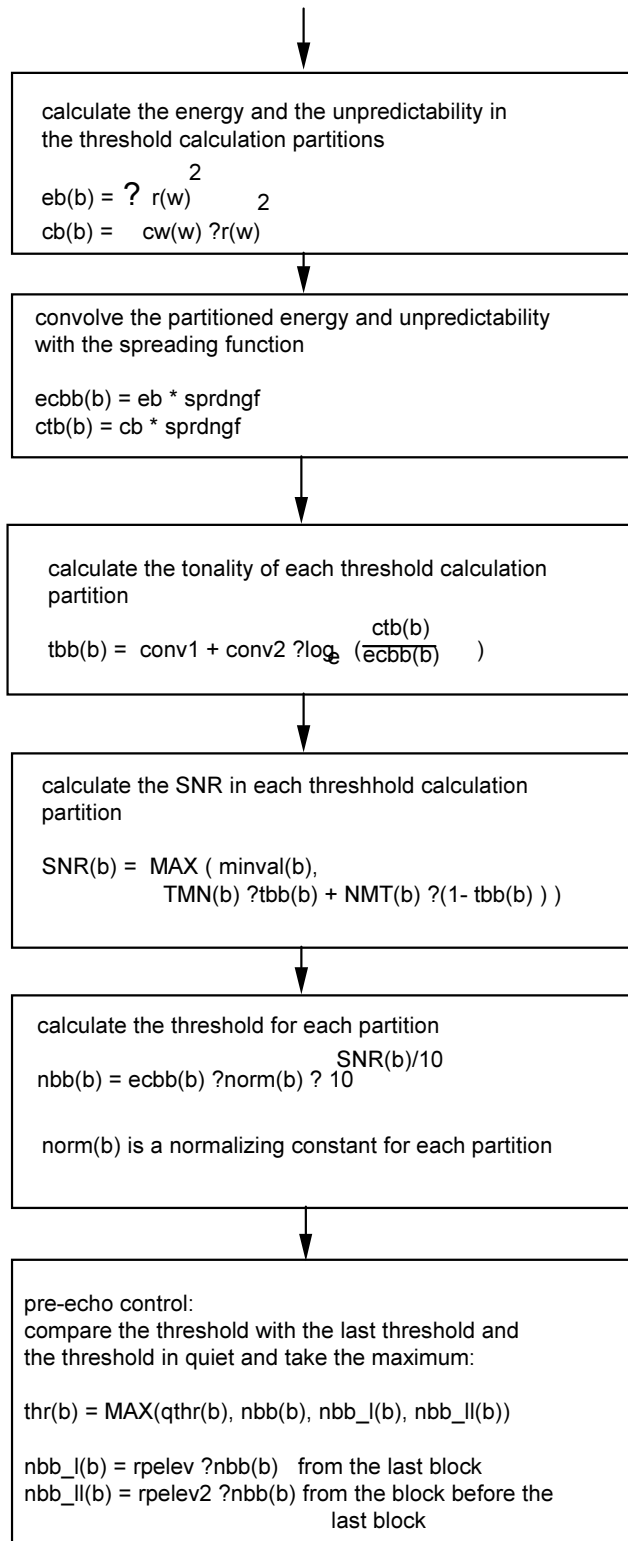 calculate the energy and the unpredictability in
the threshold calculation partitions
eb(b) = ? r(w)^2
cb(b) = cw(w) ?r(w)^2
convolve the partitioned energy and unpredictability
with the spreading function
ecbb(b) = eb * sprdngf
ctb(b) = cb * sprdngf
calculate the tonality of each threshold calculation
partition
tbb(b) = conv1 + conv2 ?log_e (ctb(b)/ecbb(b))
calculate the SNR in each threshhold calculation
partition
SNR(b) = MAX ( minval(b),
TMN(b) ?tbb(b) + NMT(b) ?(1- tbb(b) ) )
calculate the threshold for each partition
nbb(b) = ecbb(b) ?norm(b) ? 10^SNR(b)/10
norm(b) is a normalizing constant for each partition
pre-echo control:
compare the threshold with the last threshold and
the threshold in quiet and take the maximum:
thr(b) = MAX(qthr(b), nbb(b), nbb_l(b), nbb_ll(b))
nbb_l(b) = rpelev ?nbb(b) from the last block
nbb_ll(b) = rpelev2 ?nbb(b) from the block before the
last block